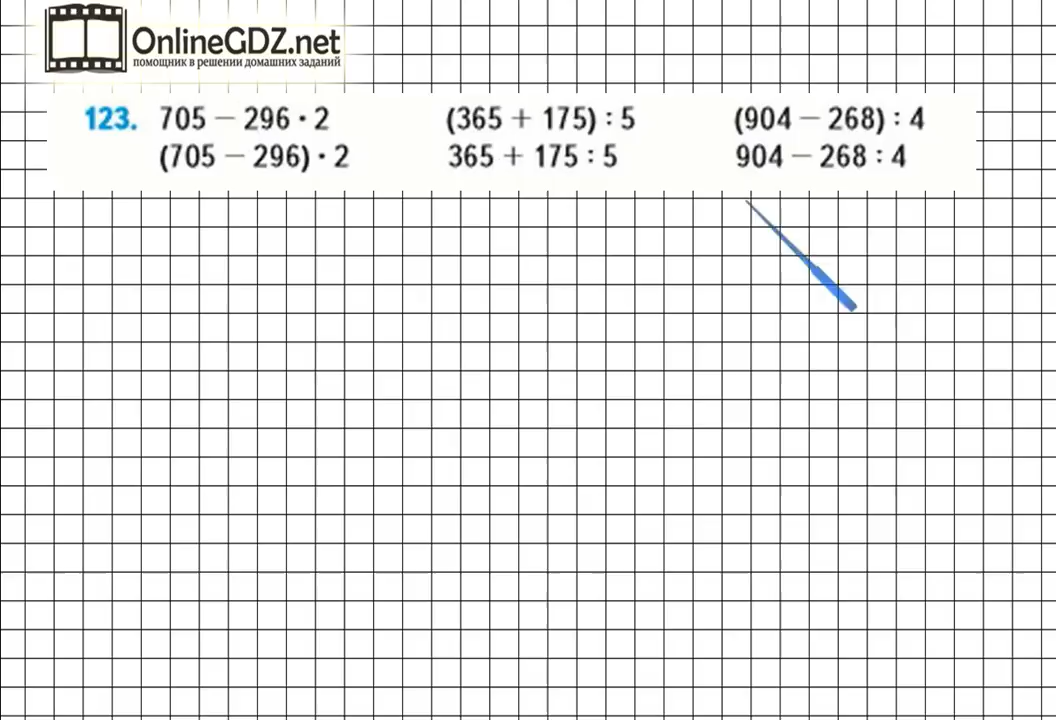 OnlineGDZ.net
помощник в решении домашних заданий
123. 705 − 296 · 2 (365 + 175) : 5 (904 − 268) : 4
(705 − 296) · 2 365 + 175 : 5 904 − 268 : 4